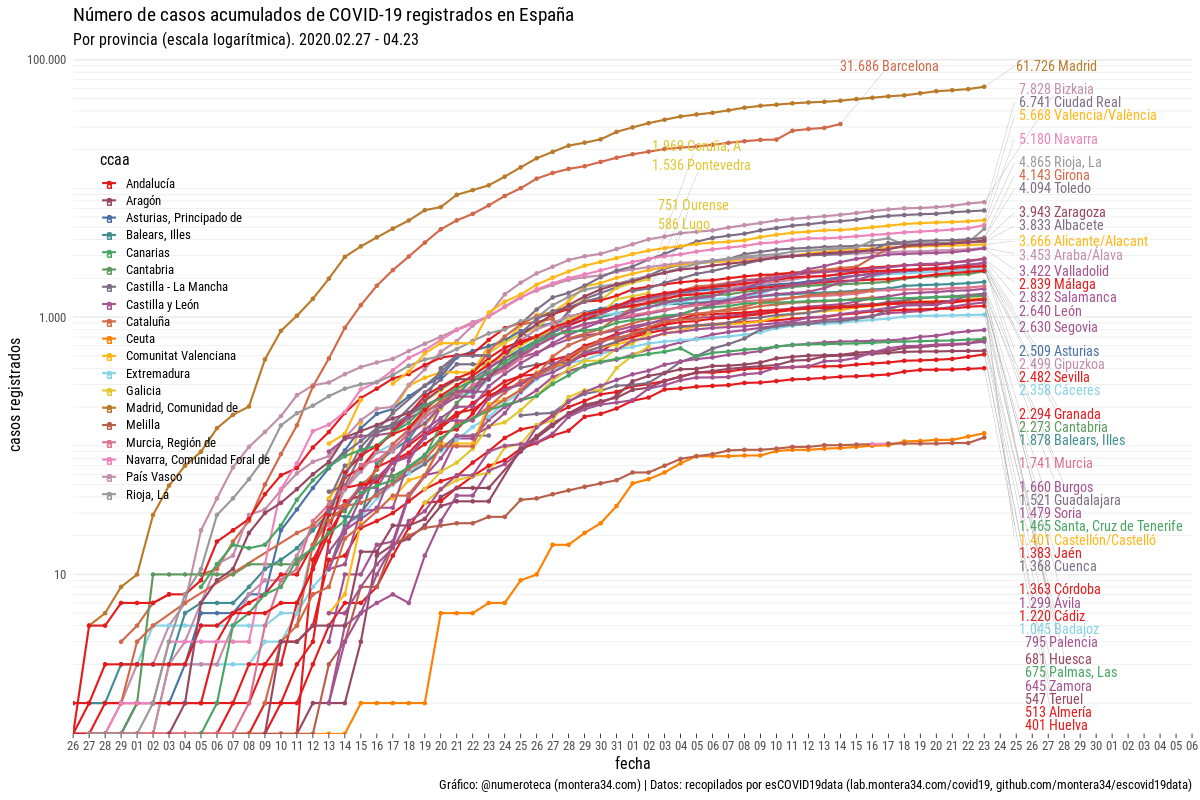 Número de casos acumulados de COVID-19 registrados en España
Por provincia (escala logarítmica). 2020.02.27 - 04.23
100.000
1.000
10
casos registrados
ccaa
Andalucía
Aragón
Asturias, Principado de
Balears, Illes
Canarias
Cantabria
Castilla - La Mancha
Castilla y León
Cataluña
Ceuta
Comunitat Valenciana
Extremadura
Galicia
Madrid, Comunidad de
Melilla
Murcia, Región de
Navarra, Comunidad Foral de
País Vasco
Rioja, La
31.686 Barcelona
1.969 Coruña, A
1.536 Pontevedra
751 Ourense
586 Lugo
61.726 Madrid
7.828 Bizkaia
6.741 Ciudad Real
5.668 Valencia/València
5.180 Navarra
4.865 Rioja, La
4.143 Girona
4.094 Toledo
3.943 Zaragoza
3.833 Albacete
3.666 Alicante/Alacant
3.453 Araba/Álava
3.422 Valladolid
2.839 Málaga
2.832 Salamanca
2.640 León
2.630 Segovia
2.509 Asturias
2.499 Gipuzkoa
2.482 Sevilla
2.358 Cáceres
2.294 Granada
2.273 Cantabria
1.878 Balears, Illes
1.741 Murcia
1.660 Burgos
1.521 Guadalajara
1.479 Soria
1.465 Santa, Cruz de Tenerife
1.401 Castellón/Castelló
1.383 Jaén
1.368 Cuenca
1.363 Córdoba
1.299 Ávila
1.220 Cádiz
1.045 Badajoz
795 Palencia
681 Huesca
675 Palmas, Las
645 Zamora
547 Teruel
513 Almería
401 Huelva
26 27 28 29 01 02 03 04 05 06 07 08 09 10 11 12 13 14 15 16 17 18 19 20 21 22 23 24 25 26 27 28 29 30 31 01 02 03 04 05 06 07 08 09 10 11 12 13 14 15 16 17 18 19 20 21 22 23 24 25 26 27 28 29 30 01 02 03 04 05 06
fecha
Gráfico: @numeroteca (montera34.com) | Datos: recopilados por esCOVID19data (lab.montera34.com/covid19, github.com/montera34/escovid19data)